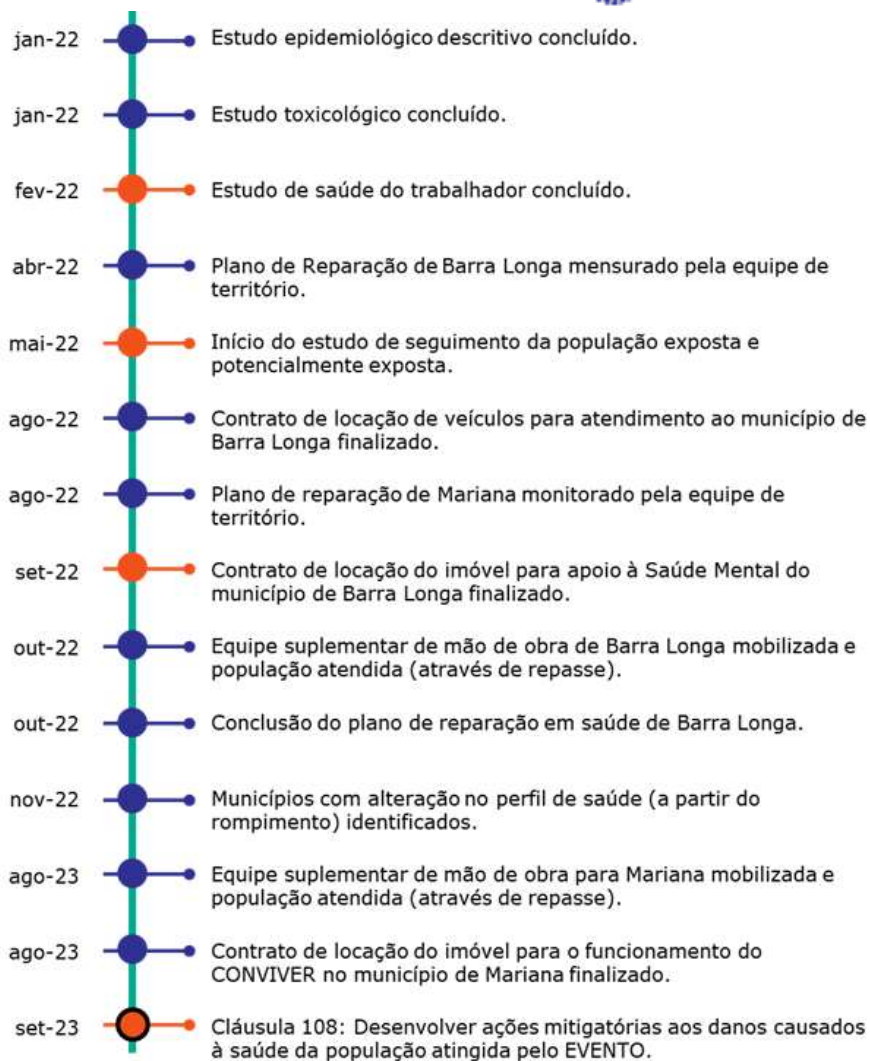 jan-22 Estudo epidemiológico descritivo concluído.
jan-22 Estudo toxicológico concluído.
fev-22 Estudo de saúde do trabalhador concluído.
abr-22 Plano de Reparação de Barra Longa mensurado pela equipe de
território.
mai-22 Início do estudo de seguimento da população exposta e
potencialmente exposta.
ago-22 Contrato de locação de veículos para atendimento ao município de
Barra Longa finalizado.
ago-22 Plano de reparação de Mariana monitorado pela equipe de
território.
set-22 Contrato de locação do imóvel para apoio à Saúde Mental do
município de Barra Longa finalizado.
out-22 Equipe suplementar de mão de obra de Barra Longa mobilizada e
população atendida (através de repasse).
out-22 Conclusão do plano de reparação em saúde de Barra Longa.
nov-22 Municípios com alteração no perfil de saúde (a partir do
rompimento) identificados.
ago-23 Equipe suplementar de mão de obra para Mariana mobilizada e
população atendida (através de repasse).
ago-23 Contrato de locação do imóvel para o funcionamento do
CONVIVER no município de Mariana finalizado.
set-23 Cláusula 108: Desenvolver ações mitigatórias aos danos causados
à saúde da população atingida pelo EVENTO.